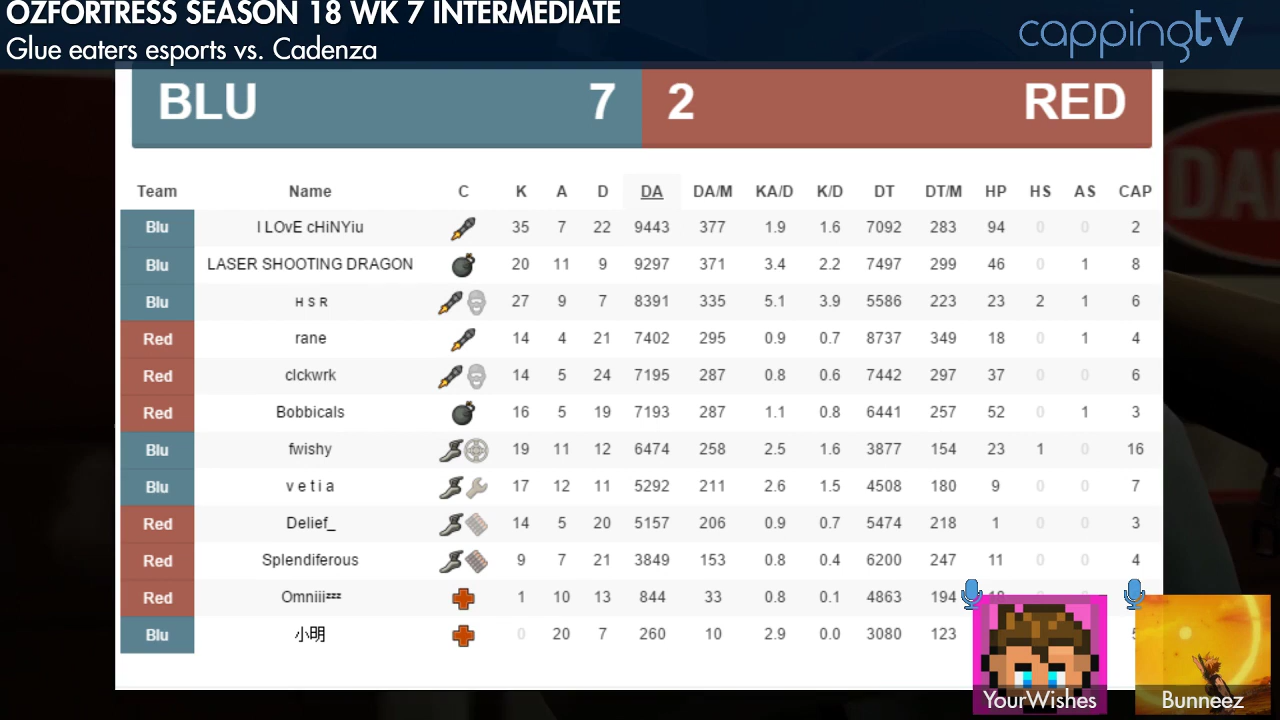 OZFORTRESS SEASON 18 WK 7 INTERMEDIATE
Glue eaters esports vs. Cadenza
cappingtv
BLU 7 2 RED
Team Name C K A D DA DA/M KA/D K/D DT DT/M HP HS AS CAP
Blu I LOvE cHiNYiu 35 7 22 9443 377 1.9 1.6 7092 283 94 0 0 2
Blu LASER SHOOTING DRAGON 20 11 9 9297 371 3.4 2.2 7497 299 46 0 1 8
Blu ʜ s ʀ 27 9 7 8391 335 5.1 3.9 5586 223 23 2 1 6
Red rane 14 4 21 7402 295 0.9 0.7 8737 349 18 0 1 4
Red clckwrk 14 5 24 7195 287 0.8 0.6 7442 297 37 0 0 6
Red Bobbicals 16 5 19 7193 287 1.1 0.8 6441 257 52 0 1 3
Blu fwishy 19 11 12 6474 258 2.5 1.6 3877 154 23 1 0 16
Blu v e t i a 17 12 11 5292 211 2.6 1.5 4508 180 9 0 0 7
Red Delief_ 14 5 20 5157 206 0.9 0.7 5474 218 1 0 0 3
Red Splendiferous 9 7 21 3849 153 0.8 0.4 6200 247 11 0 0 4
Red Omniiiᶻᶻᶻ 1 10 13 844 33 0.8 0.1 4863 194
Blu 小明 0 20 7 260 10 2.9 0.0 3080 123
YourWishes
Bunneez